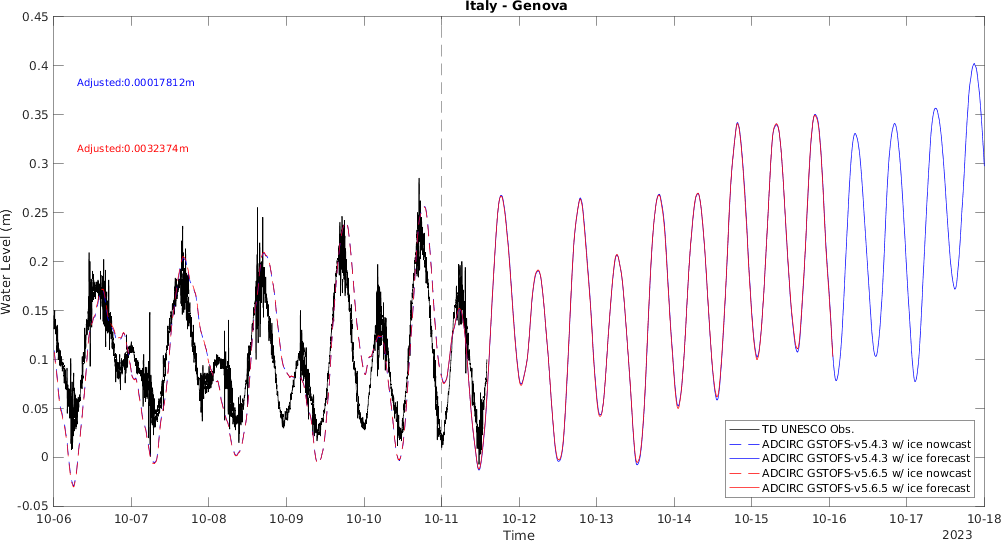 Italy - Genova
0.45
0.4
0.35
0.3
0.25
0.2
0.15
0.1
0.05
0
-0.05
Water Level (m)
Adjusted:0.00017812m
Adjusted:0.0032374m
TD UNESCO Obs.
ADCIRC GSTOFS-v5.4.3 w/ ice nowcast
ADCIRC GSTOFS-v5.4.3 w/ ice forecast
ADCIRC GSTOFS-v5.6.5 w/ ice nowcast
ADCIRC GSTOFS-v5.6.5 w/ ice forecast
10-06 10-07 10-08 10-09 10-10 10-11 10-12 10-13 10-14 10-15 10-16 10-17 10-18
Time
2023